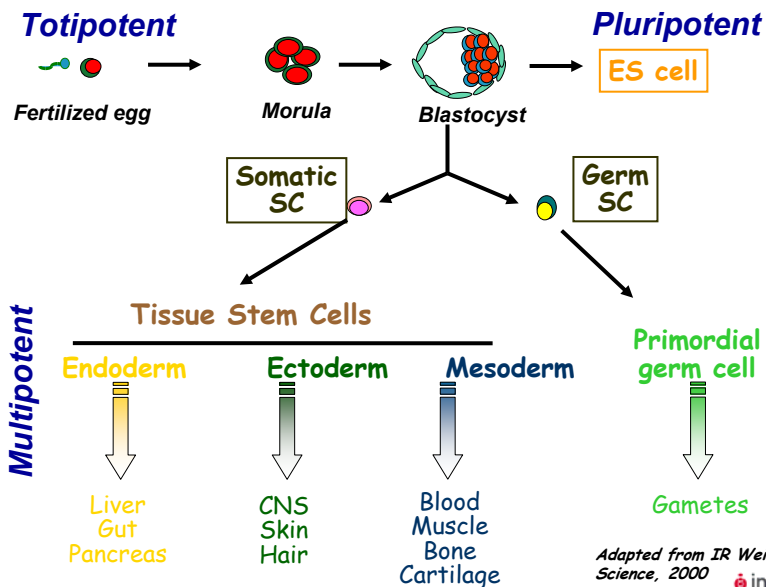 Totipotent
Pluripotent
ES cell
Fertilized egg
Morula
Blastocyst
Somatic
SC
Germ
SC
Multipotent
Tissue Stem Cells
Endoderm
Ectoderm
Mesoderm
Primordial
germ cell
Liver
Gut
Pancreas
CNS
Skin
Hair
Blood
Muscle
Bone
Cartilage
Gametes
Adapted from IR
Science, 2000